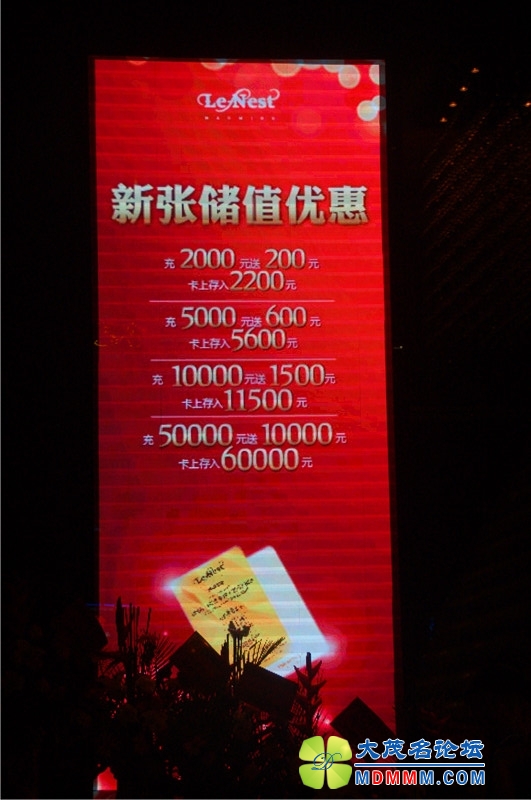 Le Nest
MAOMING
新张储值优惠
充 2000 元送 200 元
卡上存入 2200 元
充 5000 元送 600 元
卡上存入 5600 元
充 10000 元送 1500 元
卡上存入 11500 元
充 50000 元送 10000 元
卡上存入 60000 元
Le Nest
大茂名论坛
MDMMM.COM